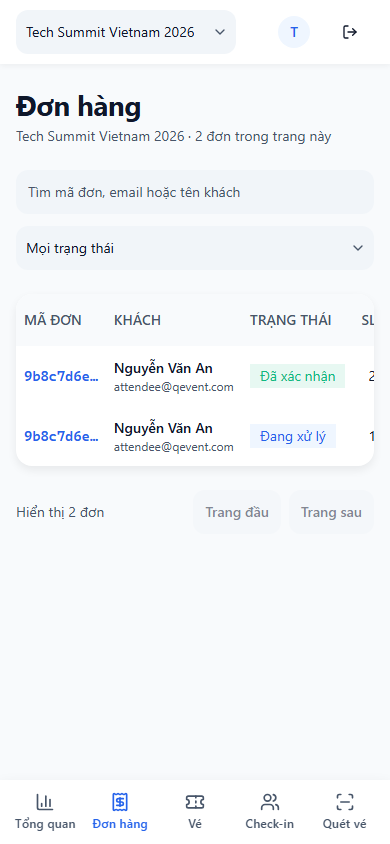 Tech Summit Vietnam 2026
T
Đơn hàng
Tech Summit Vietnam 2026 · 2 đơn trong trang này
Tìm mã đơn, email hoặc tên khách
Mọi trạng thái
MÃ ĐƠN KHÁCH TRẠNG THÁI SL
9b8c7d6e… Nguyễn Văn An Đã xác nhận 2
attendee@qevent.com
9b8c7d6e… Nguyễn Văn An Đang xử lý 1
attendee@qevent.com
Hiển thị 2 đơn Trang đầu Trang sau
Tổng quan Đơn hàng Vé Check-in Quét vé